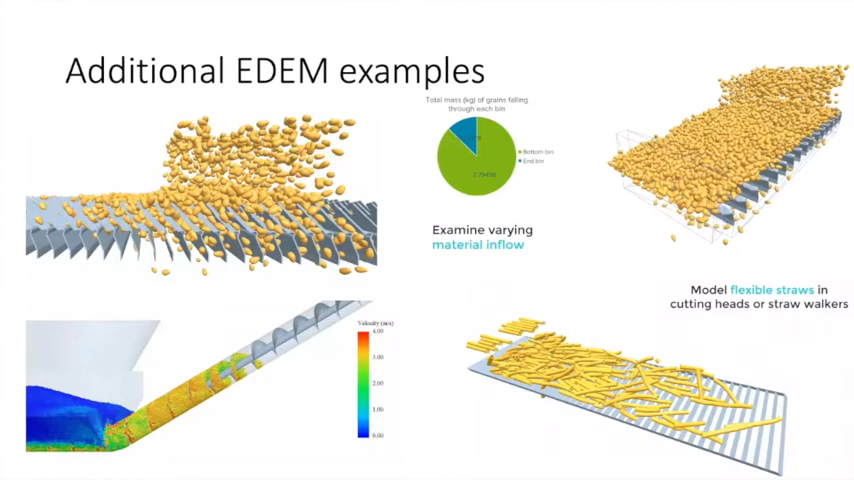 Additional EDEM examples
Total mass (kg) of grains falling
through each bin
Bottom bin
End bin
Examine varying
material inflow
Model flexible straws in
cutting heads or straw walkers
Velocity (m/s)
4.00
3.00
2.00
1.00
0.00